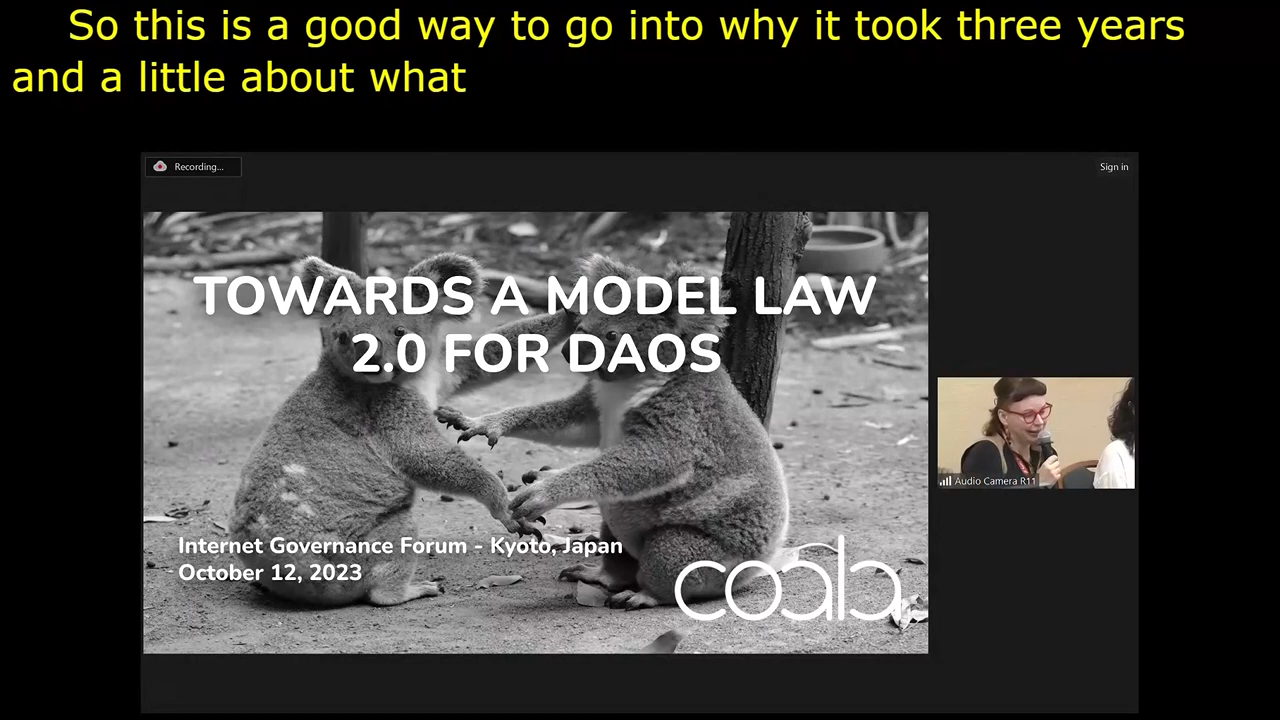 So this is a good way to go into why it took three years
and a little about what
Recording...
Sign in
TOWARDS A MODEL LAW
2.0 FOR DAOS
Audio Camera R11
Internet Governance Forum - Kyoto, Japan
October 12, 2023
coala